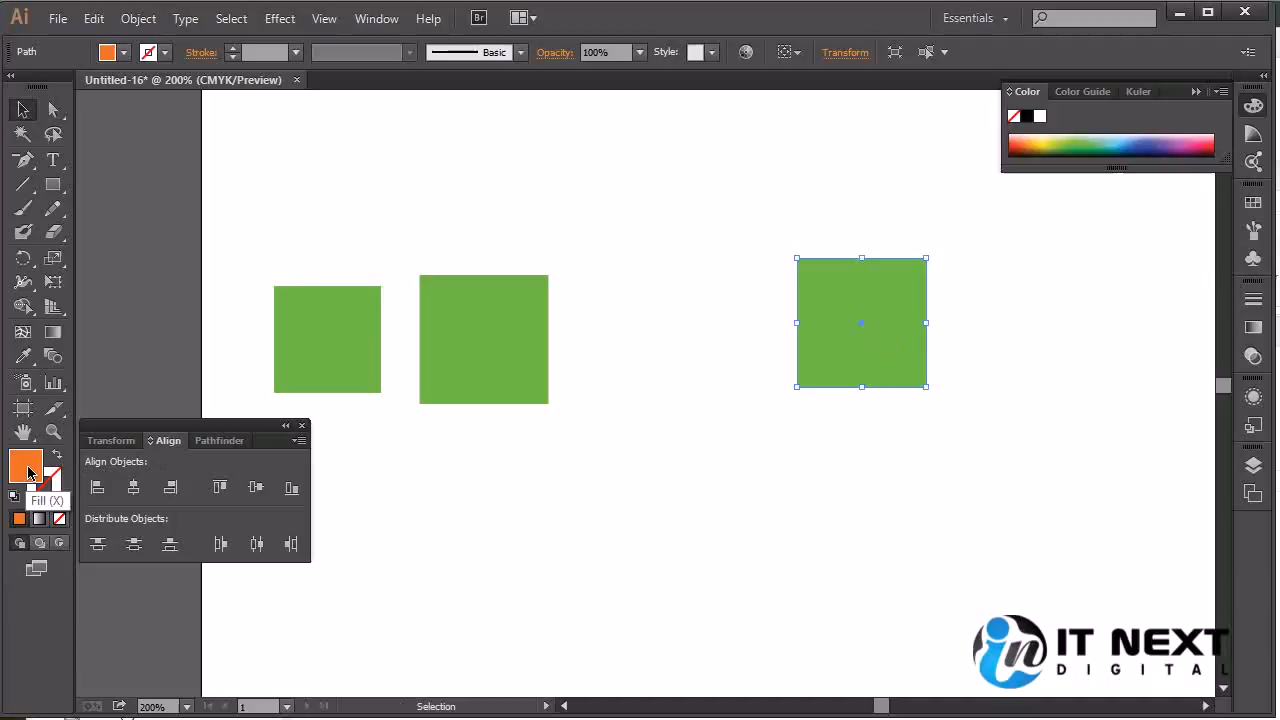 Ai File Edit Object Type Select Effect View Window Help Br Essentials
Path Stroke: Basic Opacity: 100% Style: Transform
Untitled-16* @ 200% (CMYK/Preview) ×
Color Color Guide Kuler
Transform Align Pathfinder
Align Objects:
Fill (X)
Distribute Objects:
IT NEXT
DIGITAL
in
200% 1 Selection